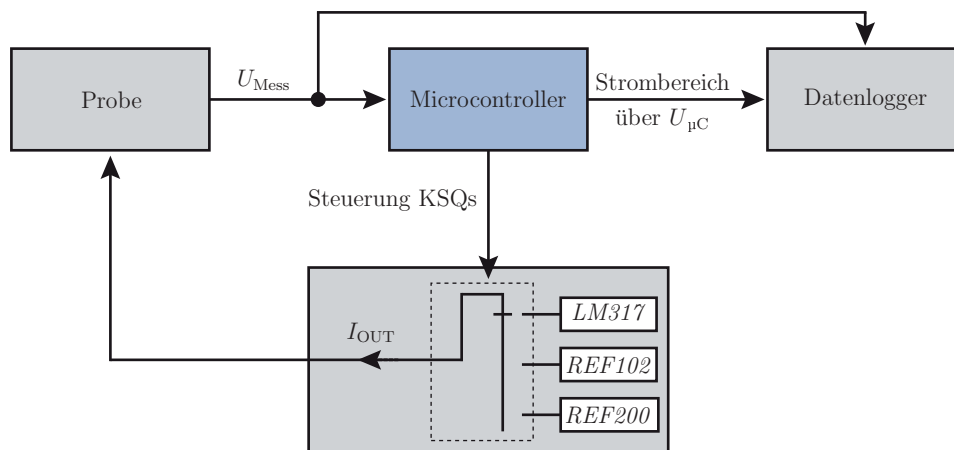 Probe
U_Mess
Microcontroller
Strombereich
über U_µC
Datenlogger
Steuerung KSQs
I_OUT
LM317
REF102
REF200